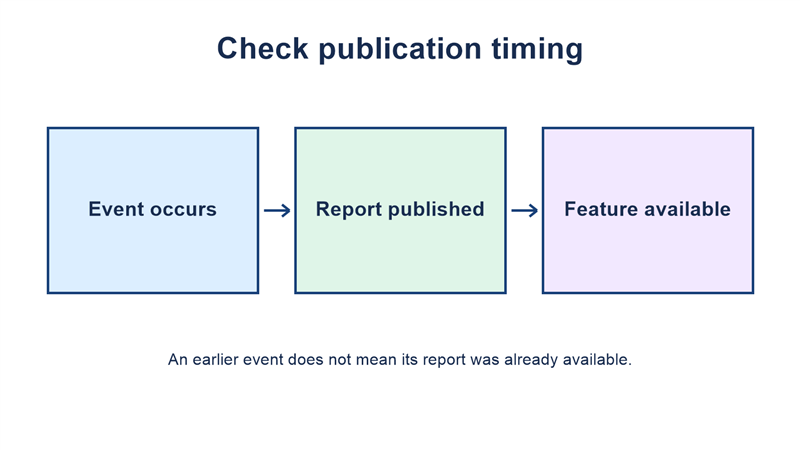 Check publication timing
Event occurs
Report published
Feature available
An earlier event does not mean its report was already available.